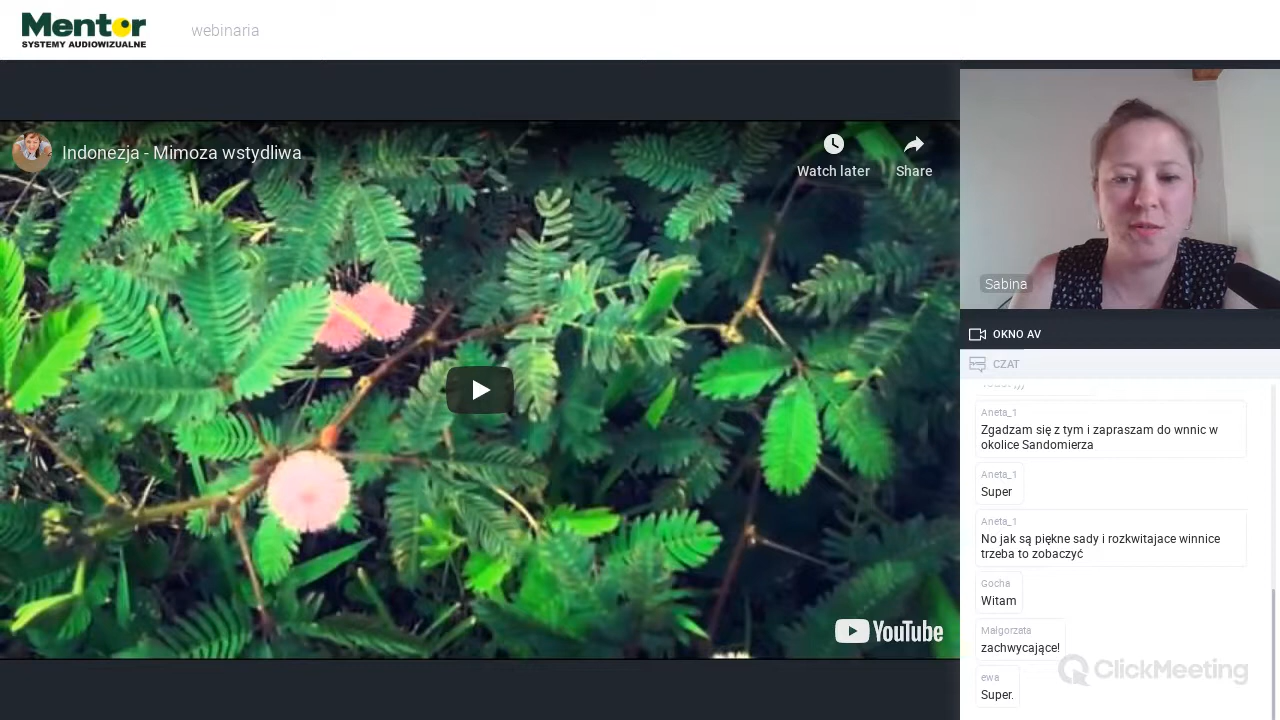 Mentor
SYSTEMY AUDIOWIZUALNE
webinaria
Indonezja - Mimoza wstydliwa
Watch later
Share
YouTube
Sabina
OKNO AV
CZAT
Aneta_1
Zgadzam się z tym i zapraszam do wnnic w
okolice Sandomierza
Aneta_1
Super
Aneta_1
No jak są piękne sady i rozkwitajace winnice
trzeba to zobaczyć
Gocha
Witam
Małgorzata
zachwycające!
ewa
Super.
ClickMeeting